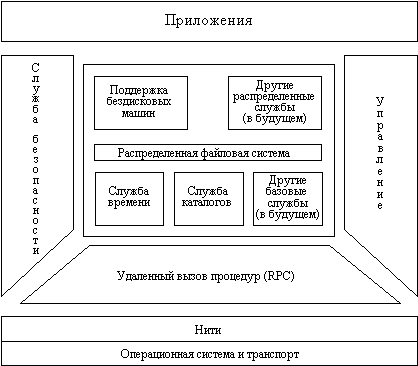 Приложения
Служба безопасности
Поддержка
бездисковых
машин
Другие
распределенные
службы
(в будущем)
Распределенная файловая система
Служба
времени
Служба
каталогов
Другие
базовые
службы
(в будущем)
Управление
Удаленный вызов процедур (RPC)
Нити
Операционная система и транспорт